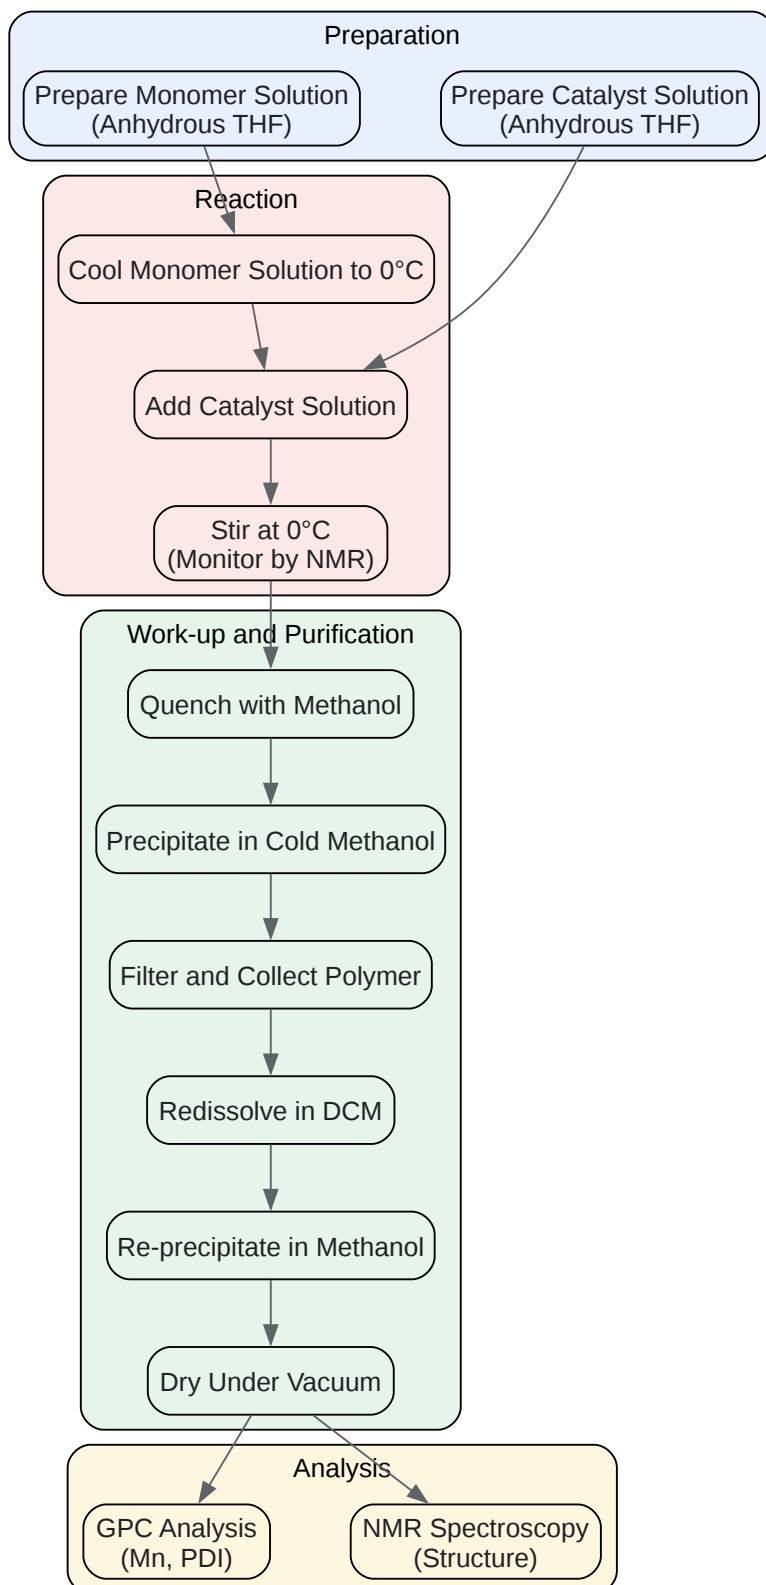 Preparation
Prepare Monomer Solution
(Anhydrous THF)
Prepare Catalyst Solution
(Anhydrous THF)
Reaction
Cool Monomer Solution to 0°C
Add Catalyst Solution
Stir at 0°C
(Monitor by NMR)
Work-up and Purification
Quench with Methanol
Precipitate in Cold Methanol
Filter and Collect Polymer
Redissolve in DCM
Re-precipitate in Methanol
Dry Under Vacuum
Analysis
GPC Analysis
(Mn, PDI)
NMR Spectroscopy
(Structure)